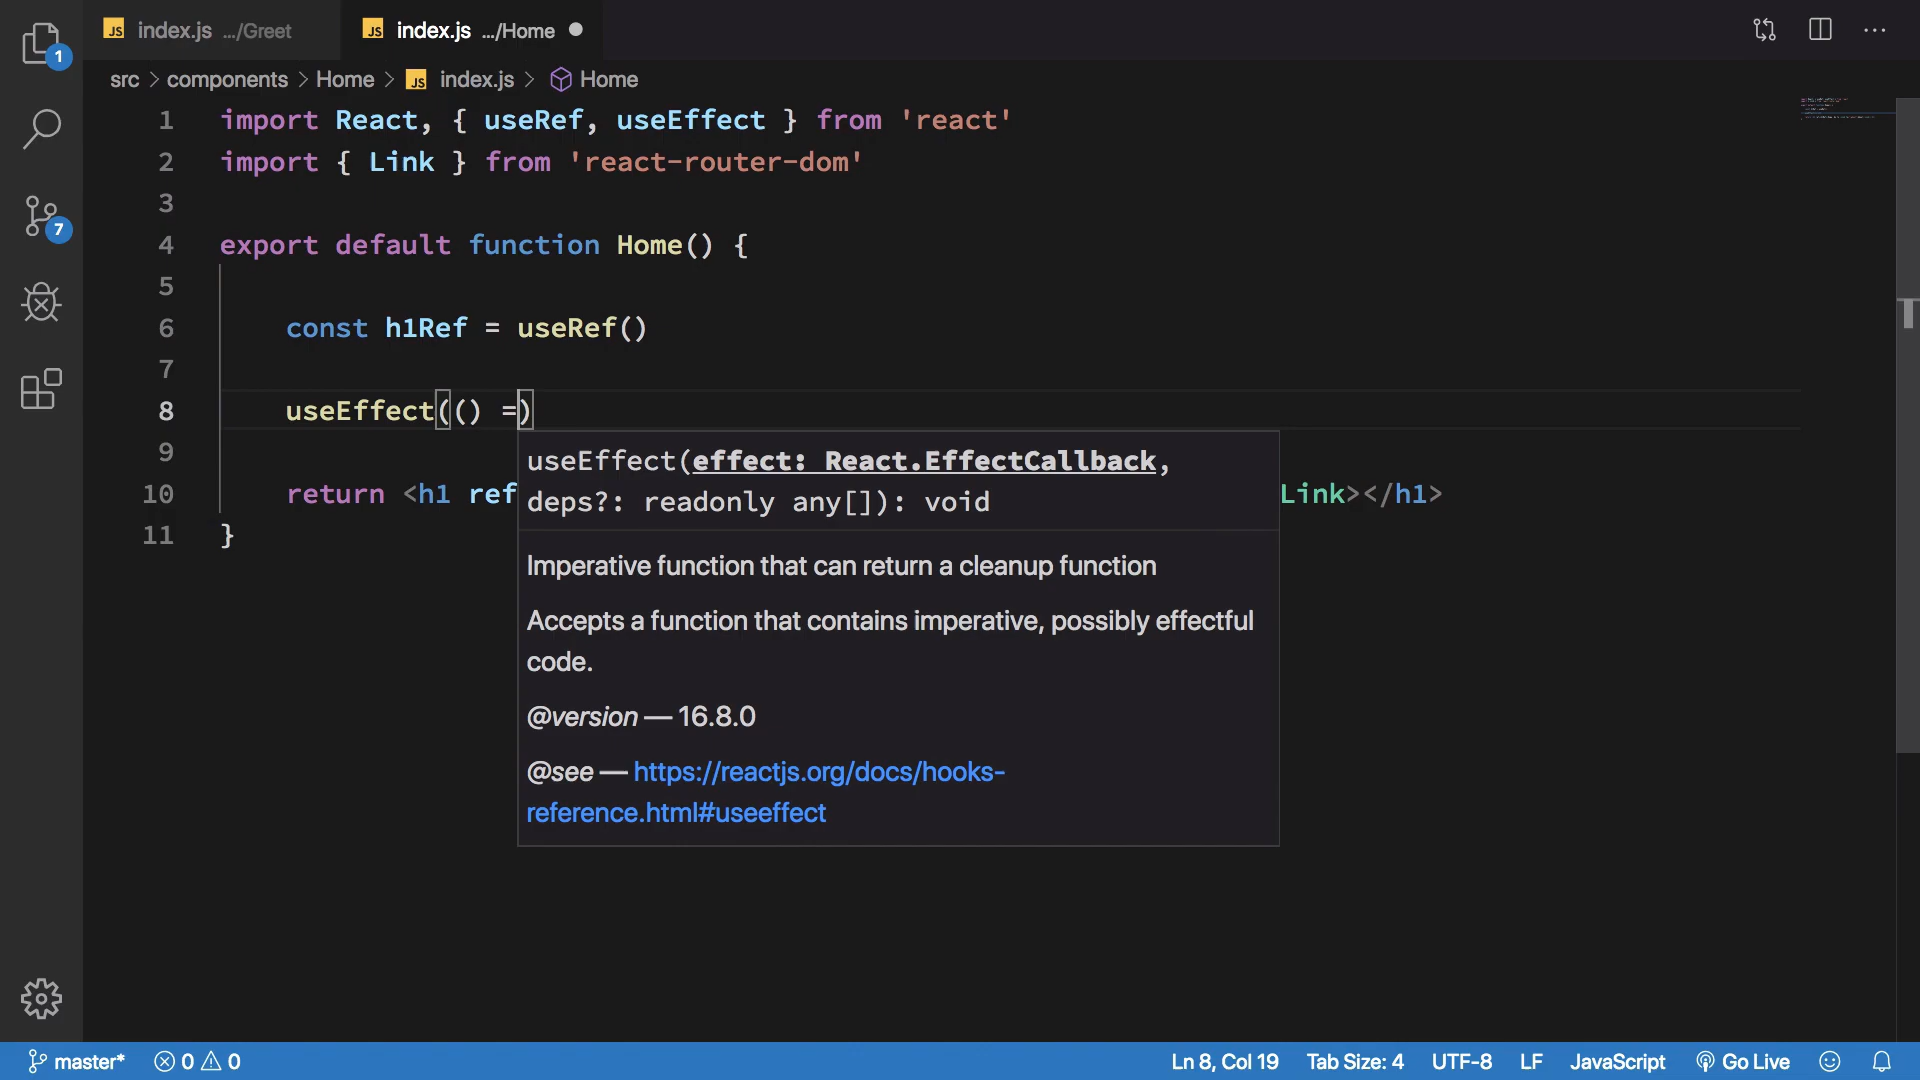 1
JS index.js .../Greet
JS index.js .../Home
src > components > Home > JS index.js > Home
7
1 import React, { useRef, useEffect } from 'react'
2 import { Link } from 'react-router-dom'
3
4 export default function Home() {
5
6 const h1Ref = useRef()
7
8 useEffect(() =)
9
10 return <h1 ref Link></h1>
11 }
useEffect(effect: React.EffectCallback,
deps?: readonly any[]): void
Imperative function that can return a cleanup function
Accepts a function that contains imperative, possibly effectful
code.
@version — 16.8.0
@see — https://reactjs.org/docs/hooks-
reference.html#useeffect
master* 0 0 Ln 8, Col 19 Tab Size: 4 UTF-8 LF JavaScript Go Live